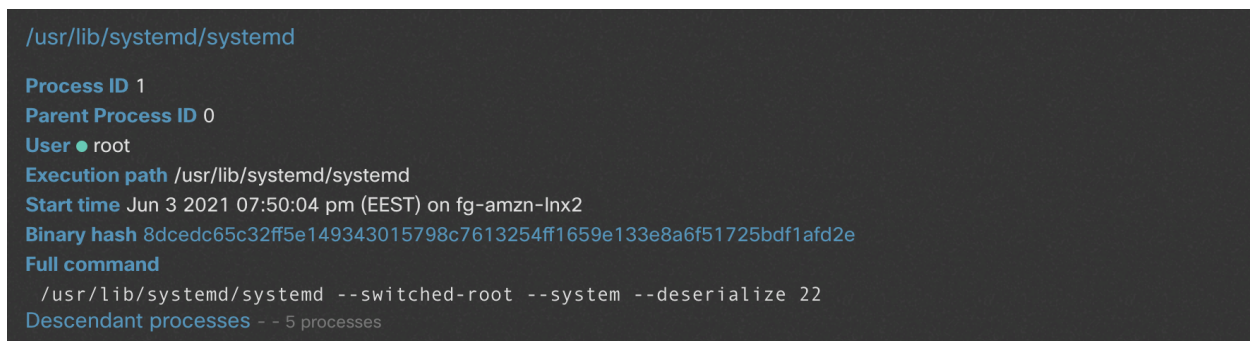 /usr/lib/systemd/systemd
Process ID 1
Parent Process ID 0
User root
Execution path /usr/lib/systemd/systemd
Start time Jun 3 2021 07:50:04 pm (EEST) on fg-amzn-lnx2
Binary hash 8dcedc65c32ff5e149343015798c7613254ff1659e133e8a6f51725bdf1afd2e
Full command
/usr/lib/systemd/systemd --switched-root --system --deserialize 22
Descendant processes - - 5 processes